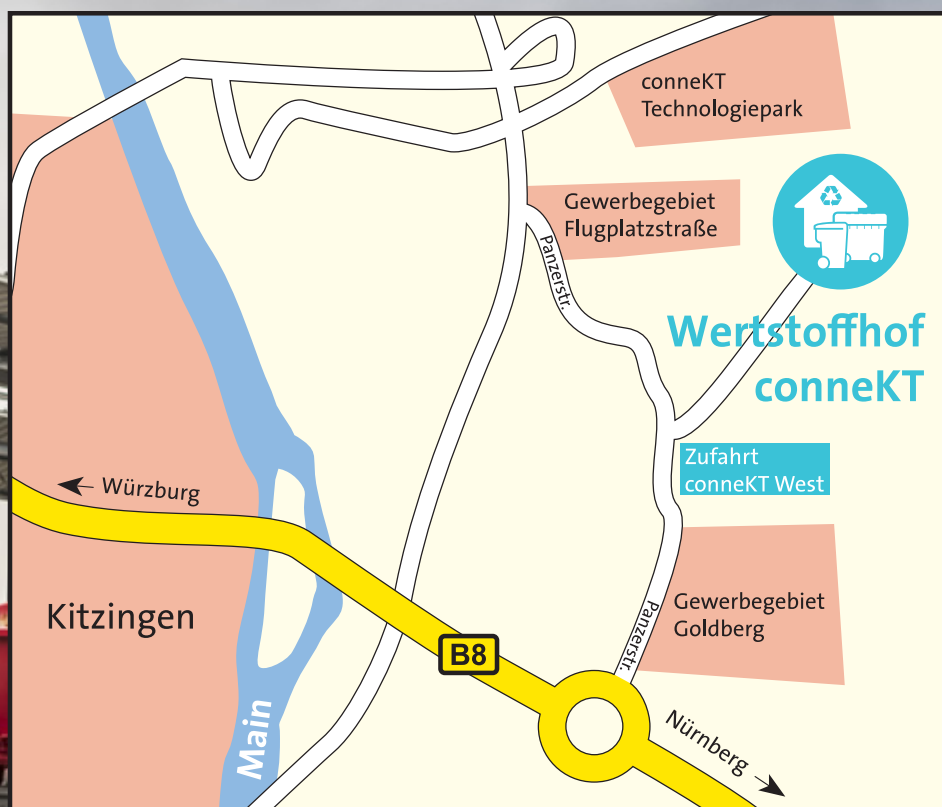 conneKT
Technologiepark
Gewerbegebiet
Flugplatzstraße
Panzerstr.
Wertstoffhof
conneKT
Zufahrt
conneKT West
Würzburg
Kitzingen
Gewerbegebiet
Goldberg
Panzerstr.
B8
Main
Nürnberg